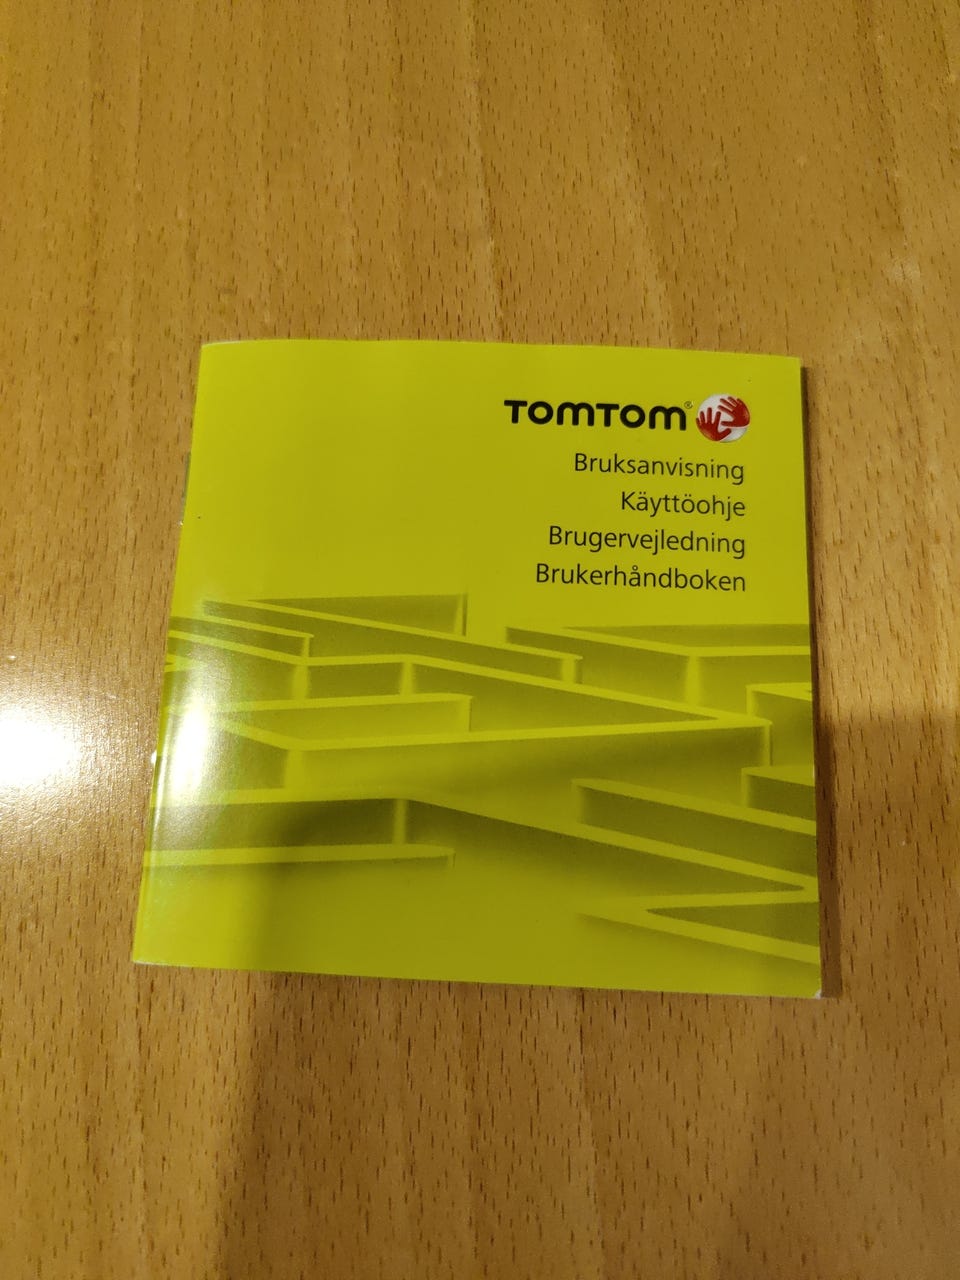 TOMTOM®
Bruksanvisning
Käyttöohje
Brugervejledning
Brukerhåndboken